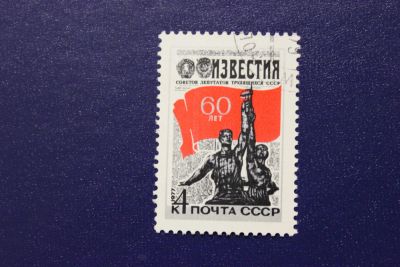 ИЗВЕСТИЯ
СОВЕТОВ ДЕПУТАТОВ ТРУДЯЩИХСЯ СССР
60
ЛЕТ
1977
К4 ПОЧТА СССР